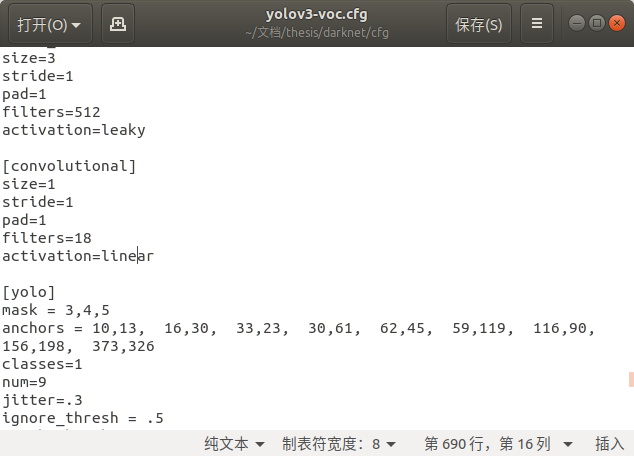 打开(O)
yolov3-voc.cfg
~/文档/thesis/darknet/cfg
保存(S)
size=3
stride=1
pad=1
filters=512
activation=leaky
[convolutional]
size=1
stride=1
pad=1
filters=18
activation=linear
[yolo]
mask = 3,4,5
anchors = 10,13,  16,30,  33,23,  30,61,  62,45,  59,119,  116,90,
156,198,  373,326
classes=1
num=9
jitter=.3
ignore_thresh = .5
纯文本 制表符宽度：8 第 690 行，第 16 列 插入